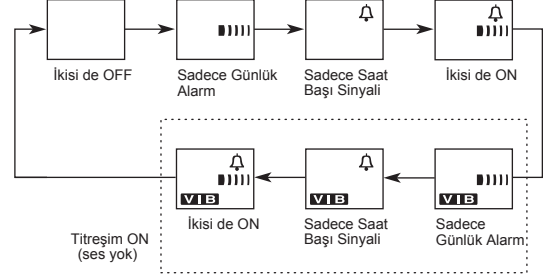 İkisi de OFF
Sadece Günlük
Alarm
Sadece Saat
Başı Sinyali
İkisi de ON
VIB
VIB
VIB
İkisi de ON
Sadece Saat
Başı Sinyali
Sadece
Günlük Alarm
Titreşim ON
(ses yok)